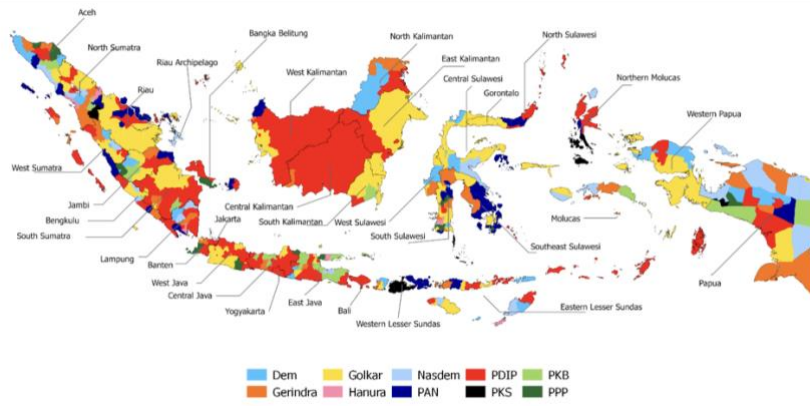 Aceh
Bangka Belitung
North Kalimantan
North Sulawesi
North Sumatra
Riau Archipelago
East Kalimantan
West Kalimantan
Central Sulawesi
Northern Molucas
Riau
Gorontalo
Western Papua
West Sumatra
Jambi
Central Kalimantan
Bengkulu
Jakarta
South Kalimantan
West Sulawesi
Molucas
South Sumatra
South Sulawesi
Southeast Sulawesi
Lampung
Banten
West Java
Papua
Central Java
East Java
Yogyakarta
Bali
Eastern Lesser Sundas
Western Lesser Sundas
Dem Golkar Nasdem PDIP PKB
Gerindra Hanura PAN PKS PPP